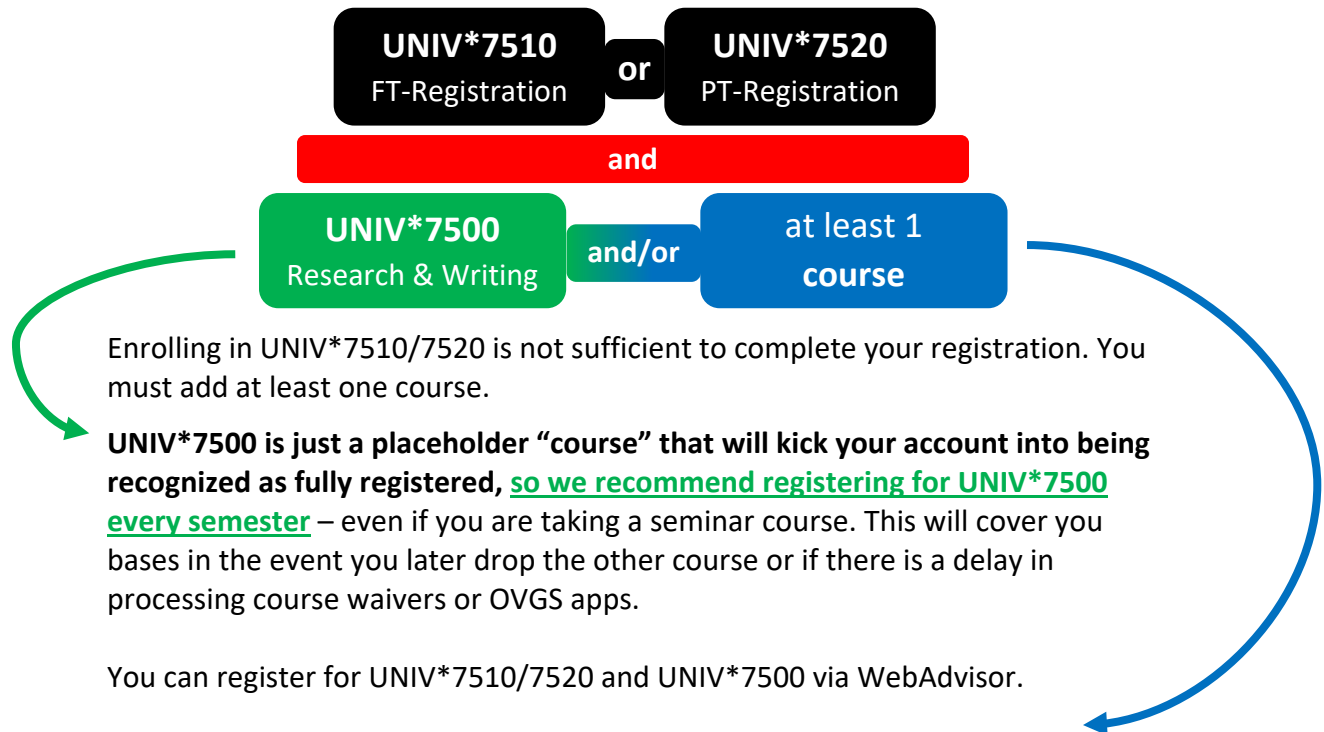 UNIV*7510
FT-Registration
or
UNIV*7520
PT-Registration
and
UNIV*7500
Research & Writing
and/or
at least 1
course
Enrolling in UNIV*7510/7520 is not sufficient to complete your registration. You
must add at least one course.
UNIV*7500 is just a placeholder “course” that will kick your account into being
recognized as fully registered, so we recommend registering for UNIV*7500
every semester – even if you are taking a seminar course. This will cover you
bases in the event you later drop the other course or if there is a delay in
processing course waivers or OVGS apps.
You can register for UNIV*7510/7520 and UNIV*7500 via WebAdvisor.